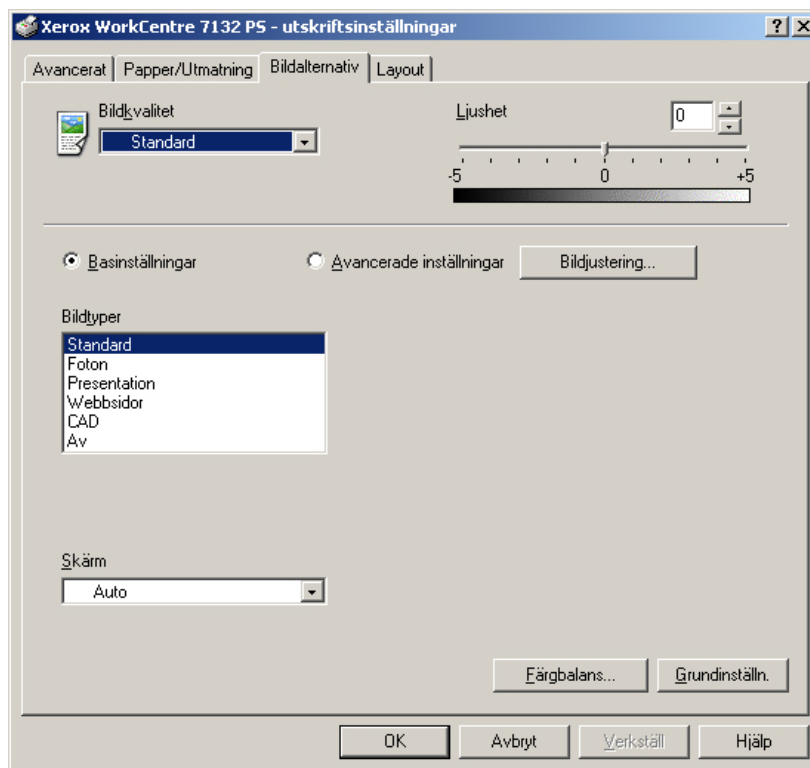 Xerox WorkCentre 7132 PS - utskriftsinställningar
Avancerat Papper/Utmatning Bildalternativ Layout
Bildkvalitet
Standard
Ljushet
0
-5 0 +5
Basinställningar Avancerade inställningar Bildjustering...
Bildtyper
Standard
Foton
Presentation
Webbsidor
CAD
Av
Skärm
Auto
Färgbalans... Grundinställn.
OK Avbryt Verkställ Hjälp